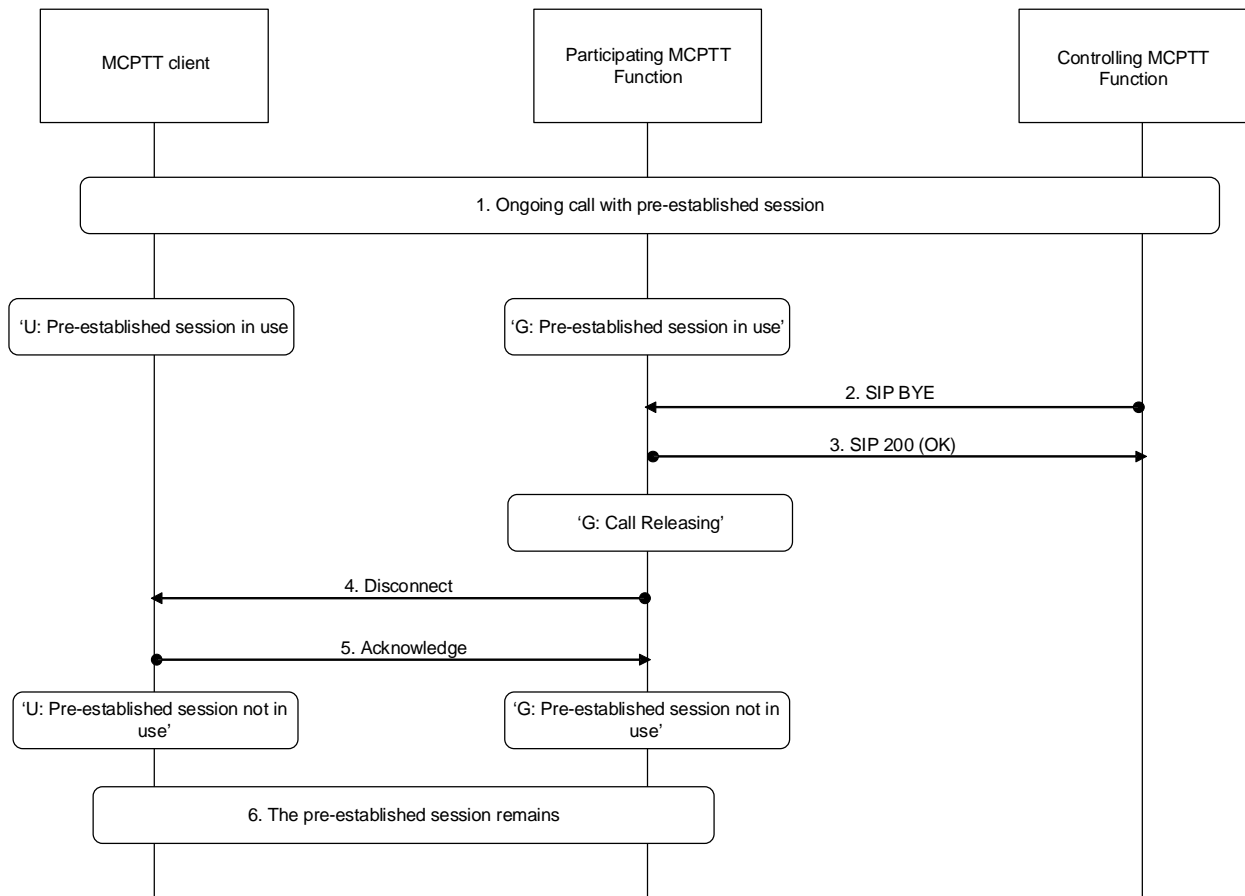 MCPTT client
Participating MCPTT
Function
Controlling MCPTT
Function
1. Ongoing call with pre-established session
‘U: Pre-established session in use
‘G: Pre-established session in use’
2. SIP BYE
3. SIP 200 (OK)
‘G: Call Releasing’
4. Disconnect
5. Acknowledge
‘U: Pre-established session not in
use’
‘G: Pre-established session not in
use’
6. The pre-established session remains